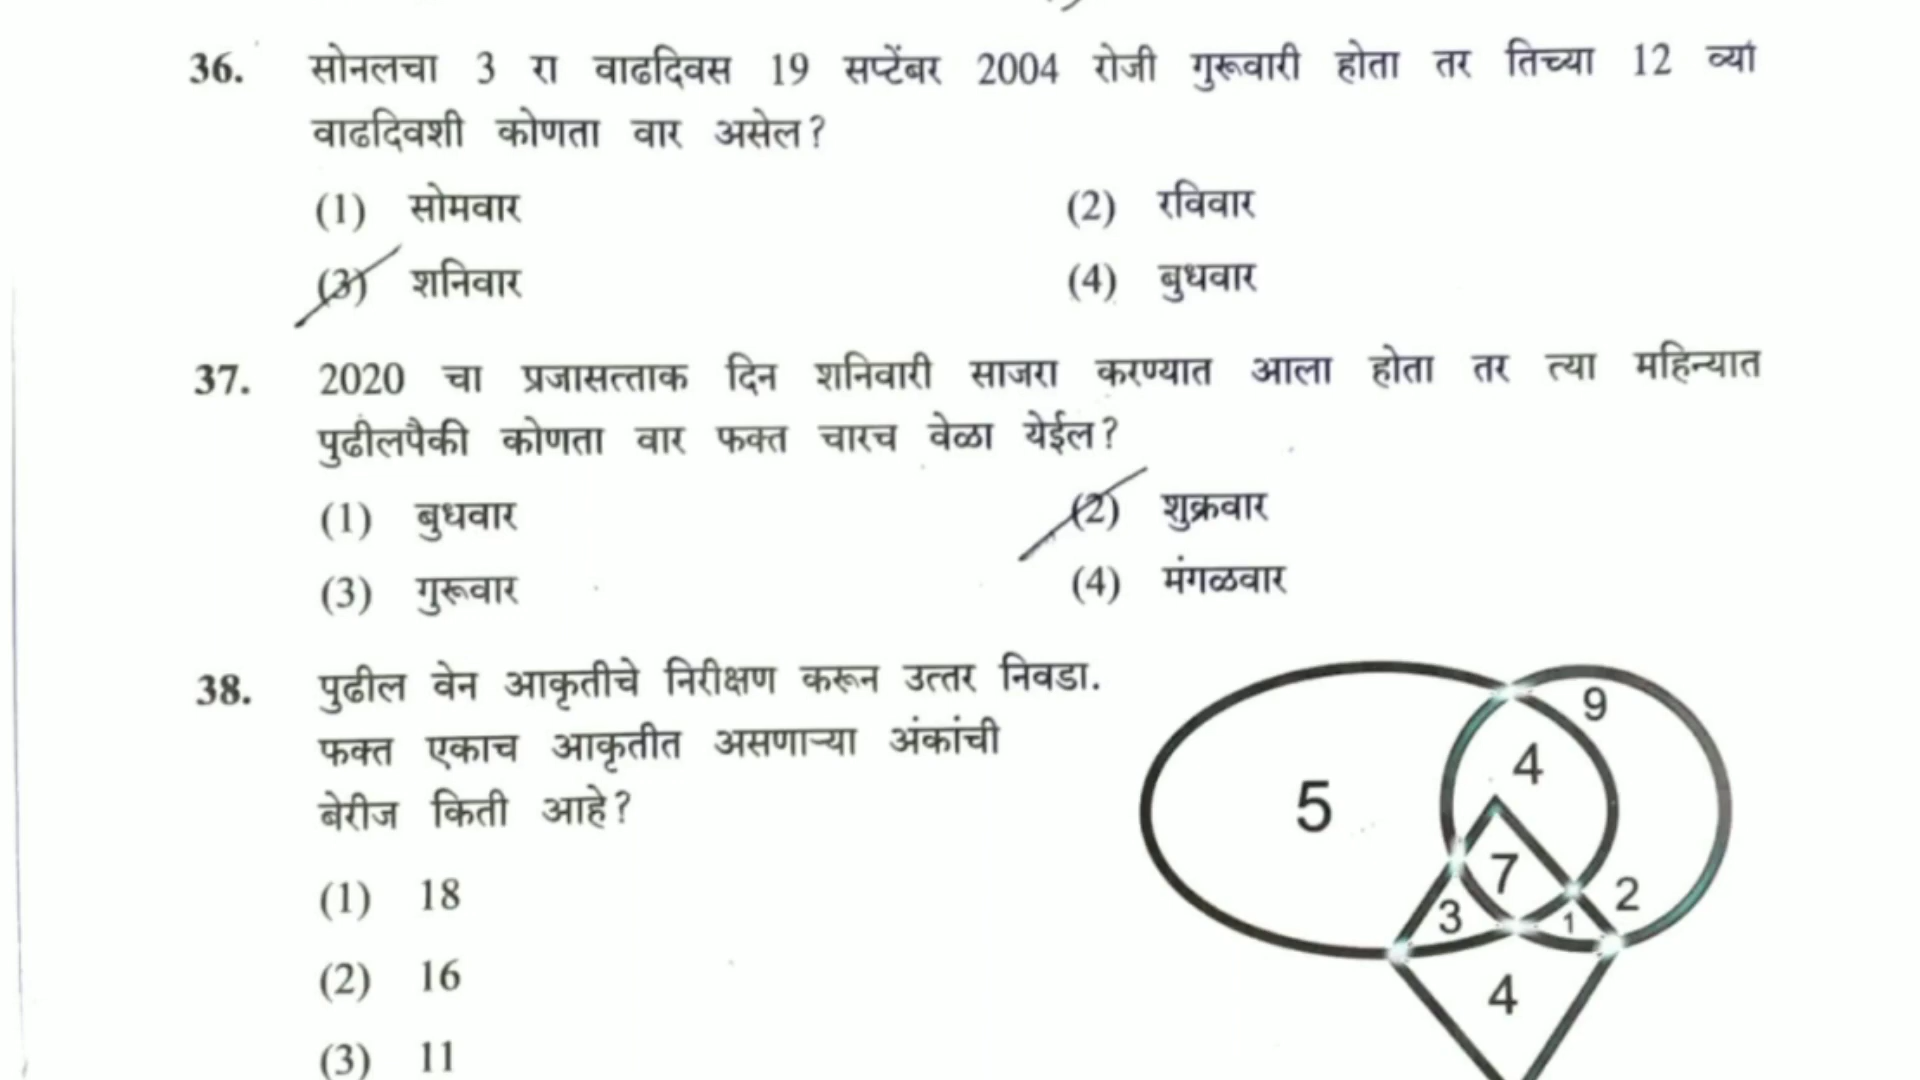 36. सोनलचा 3 रा वाढदिवस 19 सप्टेंबर 2004 रोजी गुरूवारी होता तर तिच्या 12 व्या
वाढदिवशी कोणता वार असेल?
(1) सोमवार (2) रविवार
(3) शनिवार (4) बुधवार
37. 2020 चा प्रजासत्ताक दिन शनिवारी साजरा करण्यात आला होता तर त्या महिन्यात
पुढीलपैकी कोणता वार फक्त चारच वेळा येईल?
(1) बुधवार (2) शुक्रवार
(3) गुरूवार (4) मंगळवार
38. पुढील वेन आकृतीचे निरीक्षण करून उत्तर निवडा.
फक्त एकाच आकृतीत असणाऱ्या अंकांची
बेरीज किती आहे?
(1) 18
(2) 16
(3) 11
9
4
5
7
2
3
1
4